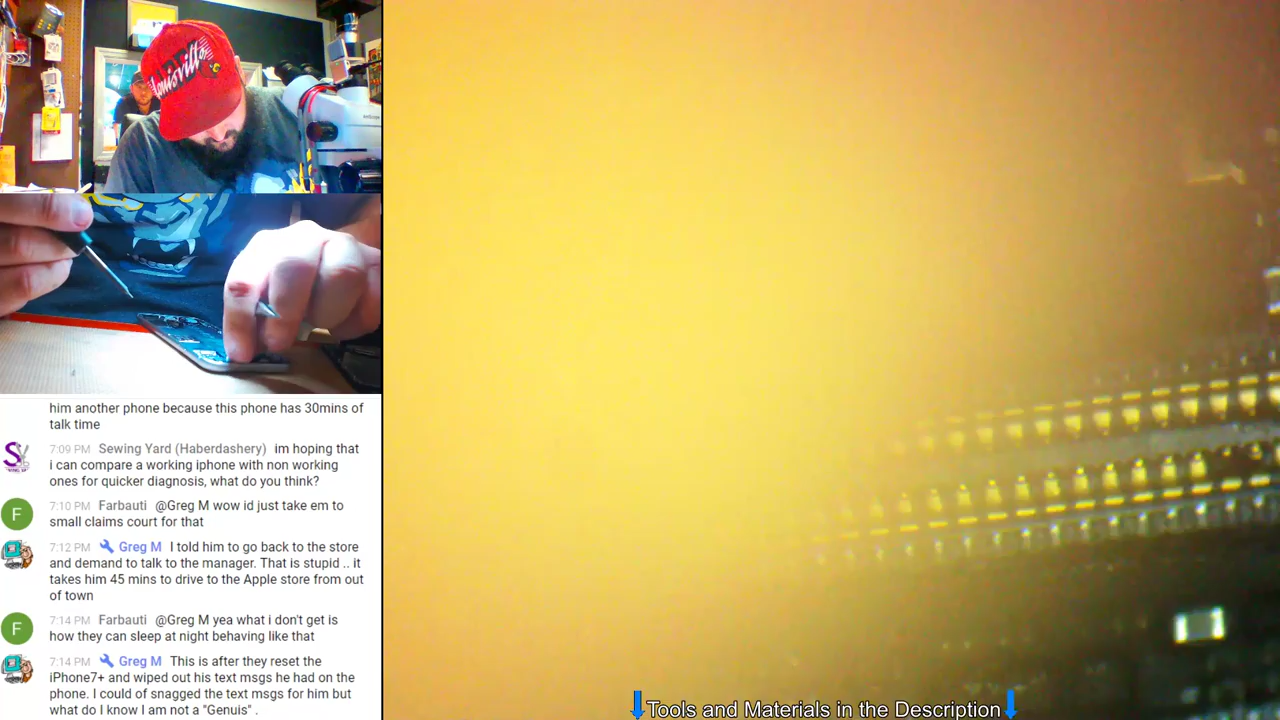 Louisville
him another phone because this phone has 30mins of
talk time
7:09 PM Sewing Yard (Haberdashery) im hoping that
i can compare a working iphone with non working
ones for quicker diagnosis, what do you think?
F
7:10 PM Farbauti @Greg M wow id just take em to
small claims court for that
7:12 PM Greg M I told him to go back to the store
and demand to talk to the manager. That is stupid .. it
takes him 45 mins to drive to the Apple store from out
of town
F
7:14 PM Farbauti @Greg M yea what i don't get is
how they can sleep at night behaving like that
7:14 PM Greg M This is after they reset the
iPhone7+ and wiped out his text msgs he had on the
phone. I could of snagged the text msgs for him but
what do I know I am not a "Genuis" .
Tools and Materials in the Description